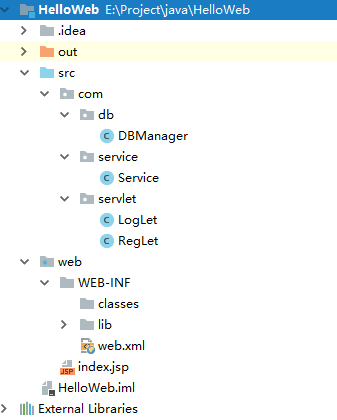 HelloWeb E:\Project\java\HelloWeb
.idea
out
src
com
db
DBManager
service
Service
servlet
LogLet
RegLet
web
WEB-INF
classes
lib
web.xml
index.jsp
HelloWeb.iml
External Libraries